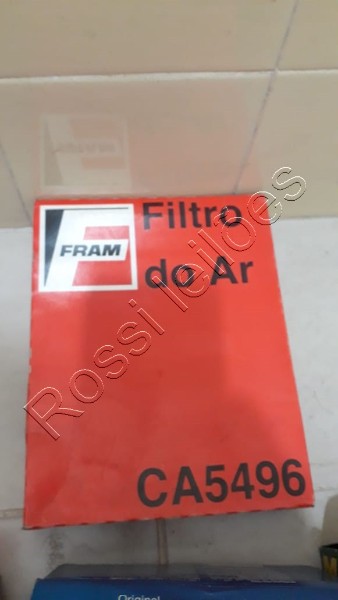 Filtro
FRAM
do Ar
Rossi leilões
CA5496
Original
M